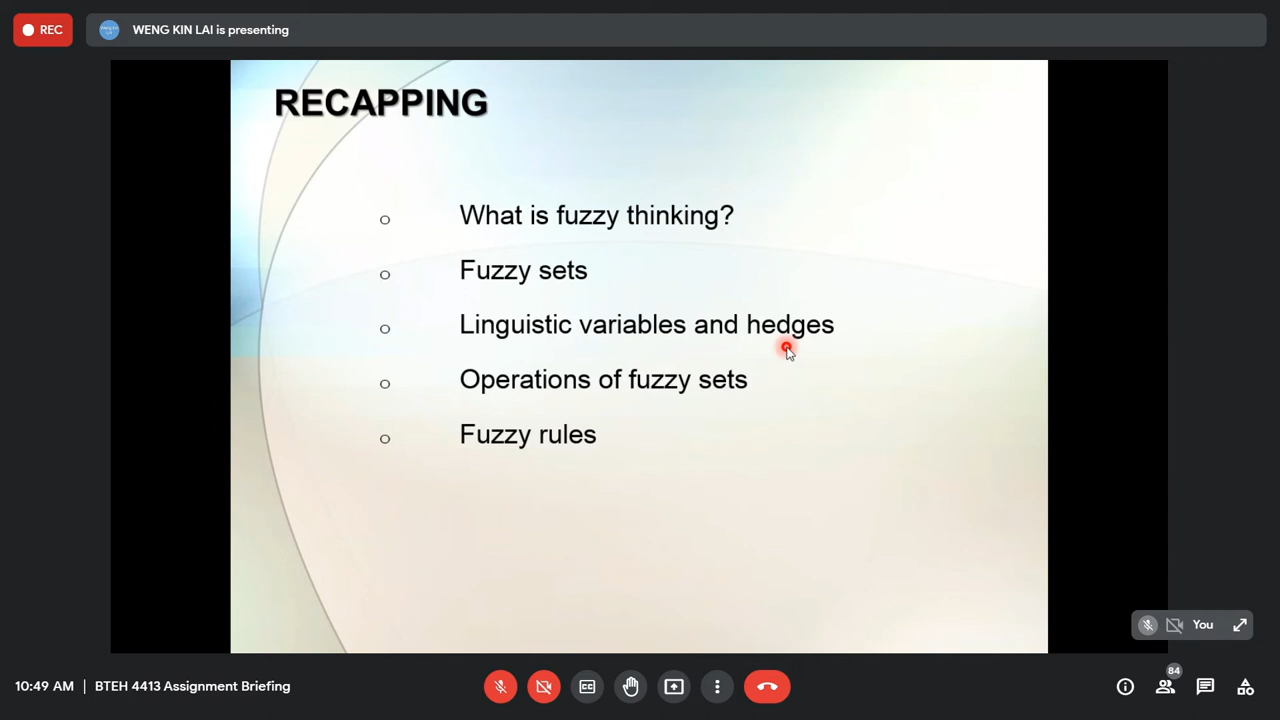 REC
WENG KIN LAI is presenting
RECAPPING
o What is fuzzy thinking?
o Fuzzy sets
o Linguistic variables and hedges
o Operations of fuzzy sets
o Fuzzy rules
You
84
10:49 AM | BTEH 4413 Assignment Briefing